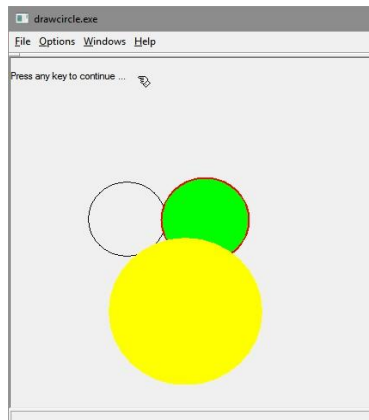 drawcircle.exe
File Options Windows Help
Press any key to continue ...